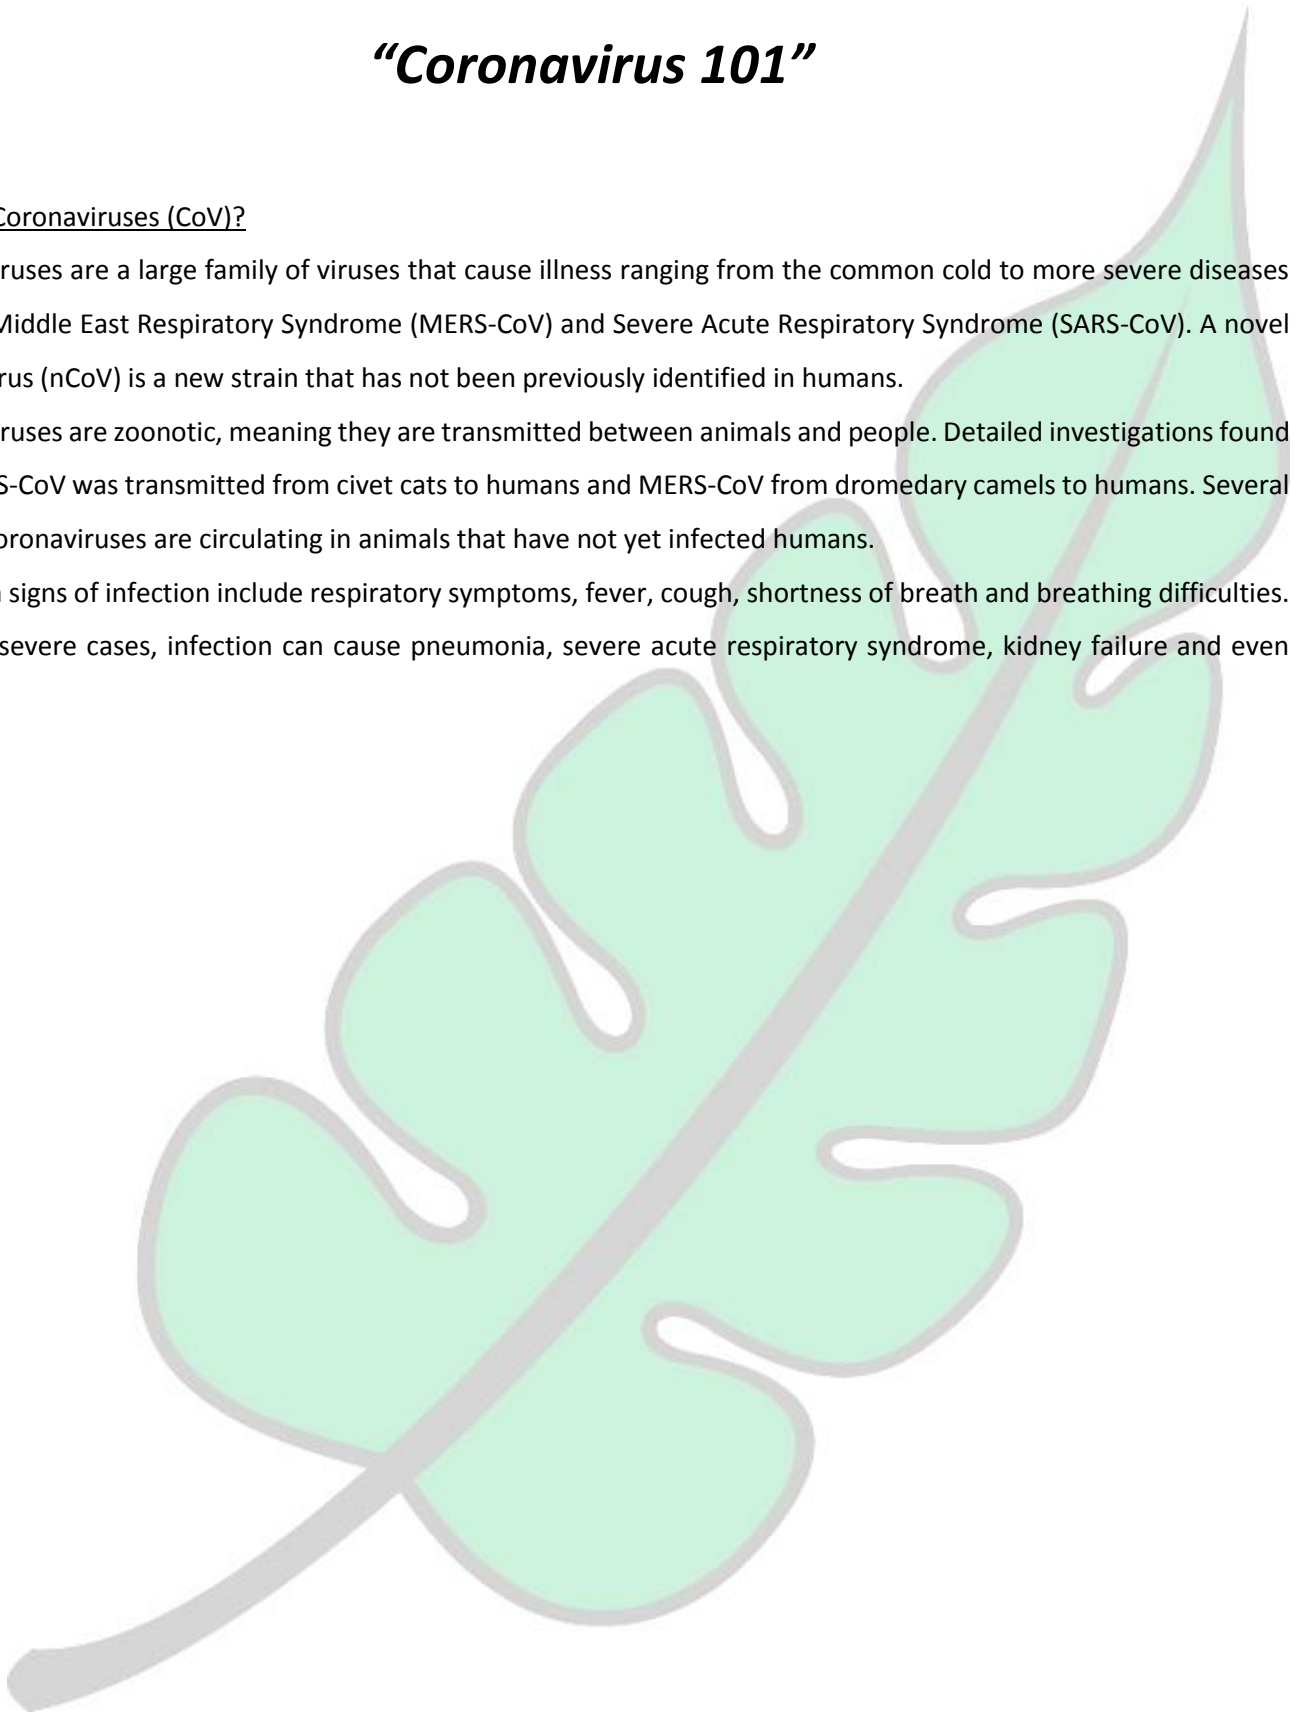 “Coronavirus 101”
Coronaviruses (CoV)?
ruses are a large family of viruses that cause illness ranging from the common cold to more severe diseases
Middle East Respiratory Syndrome (MERS-CoV) and Severe Acute Respiratory Syndrome (SARS-CoV). A novel
rus (nCoV) is a new strain that has not been previously identified in humans.
ruses are zoonotic, meaning they are transmitted between animals and people. Detailed investigations found
S-CoV was transmitted from civet cats to humans and MERS-CoV from dromedary camels to humans. Several
oronaviruses are circulating in animals that have not yet infected humans.
signs of infection include respiratory symptoms, fever, cough, shortness of breath and breathing difficulties.
severe cases, infection can cause pneumonia, severe acute respiratory syndrome, kidney failure and even